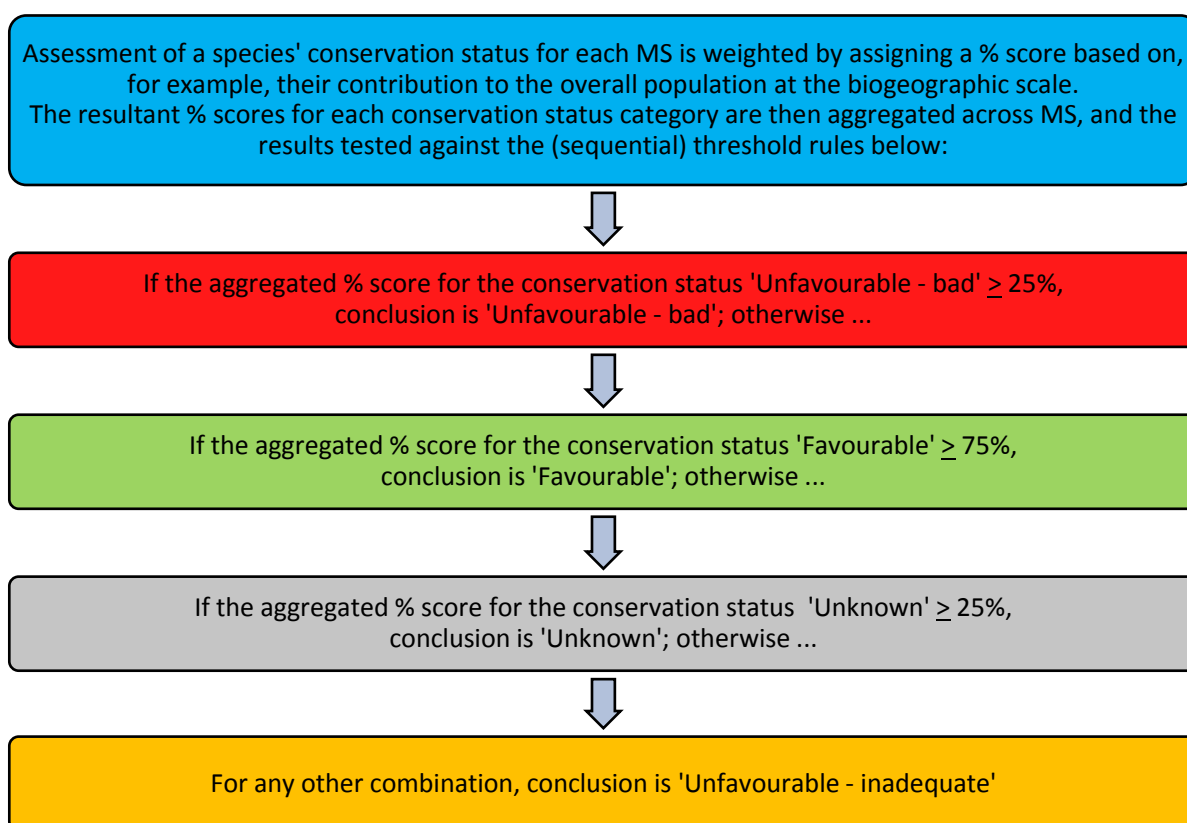 Assessment of a species' conservation status for each MS is weighted by assigning a % score based on,
for example, their contribution to the overall population at the biogeographic scale.
The resultant % scores for each conservation status category are then aggregated across MS, and the
results tested against the (sequential) threshold rules below:
If the aggregated % score for the conservation status 'Unfavourable - bad' ≥ 25%,
conclusion is 'Unfavourable - bad'; otherwise ...
If the aggregated % score for the conservation status 'Favourable' ≥ 75%,
conclusion is 'Favourable'; otherwise ...
If the aggregated % score for the conservation status 'Unknown' ≥ 25%,
conclusion is 'Unknown'; otherwise ...
For any other combination, conclusion is 'Unfavourable - inadequate'